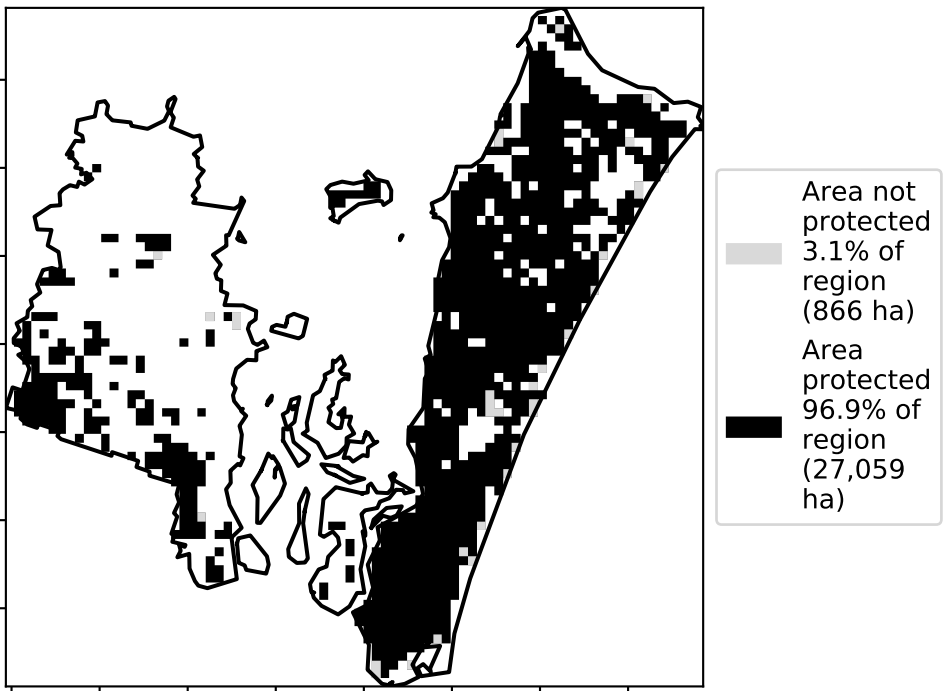 Area not
protected
3.1% of
region
(866 ha)
Area
protected
96.9% of
region
(27,059
ha)